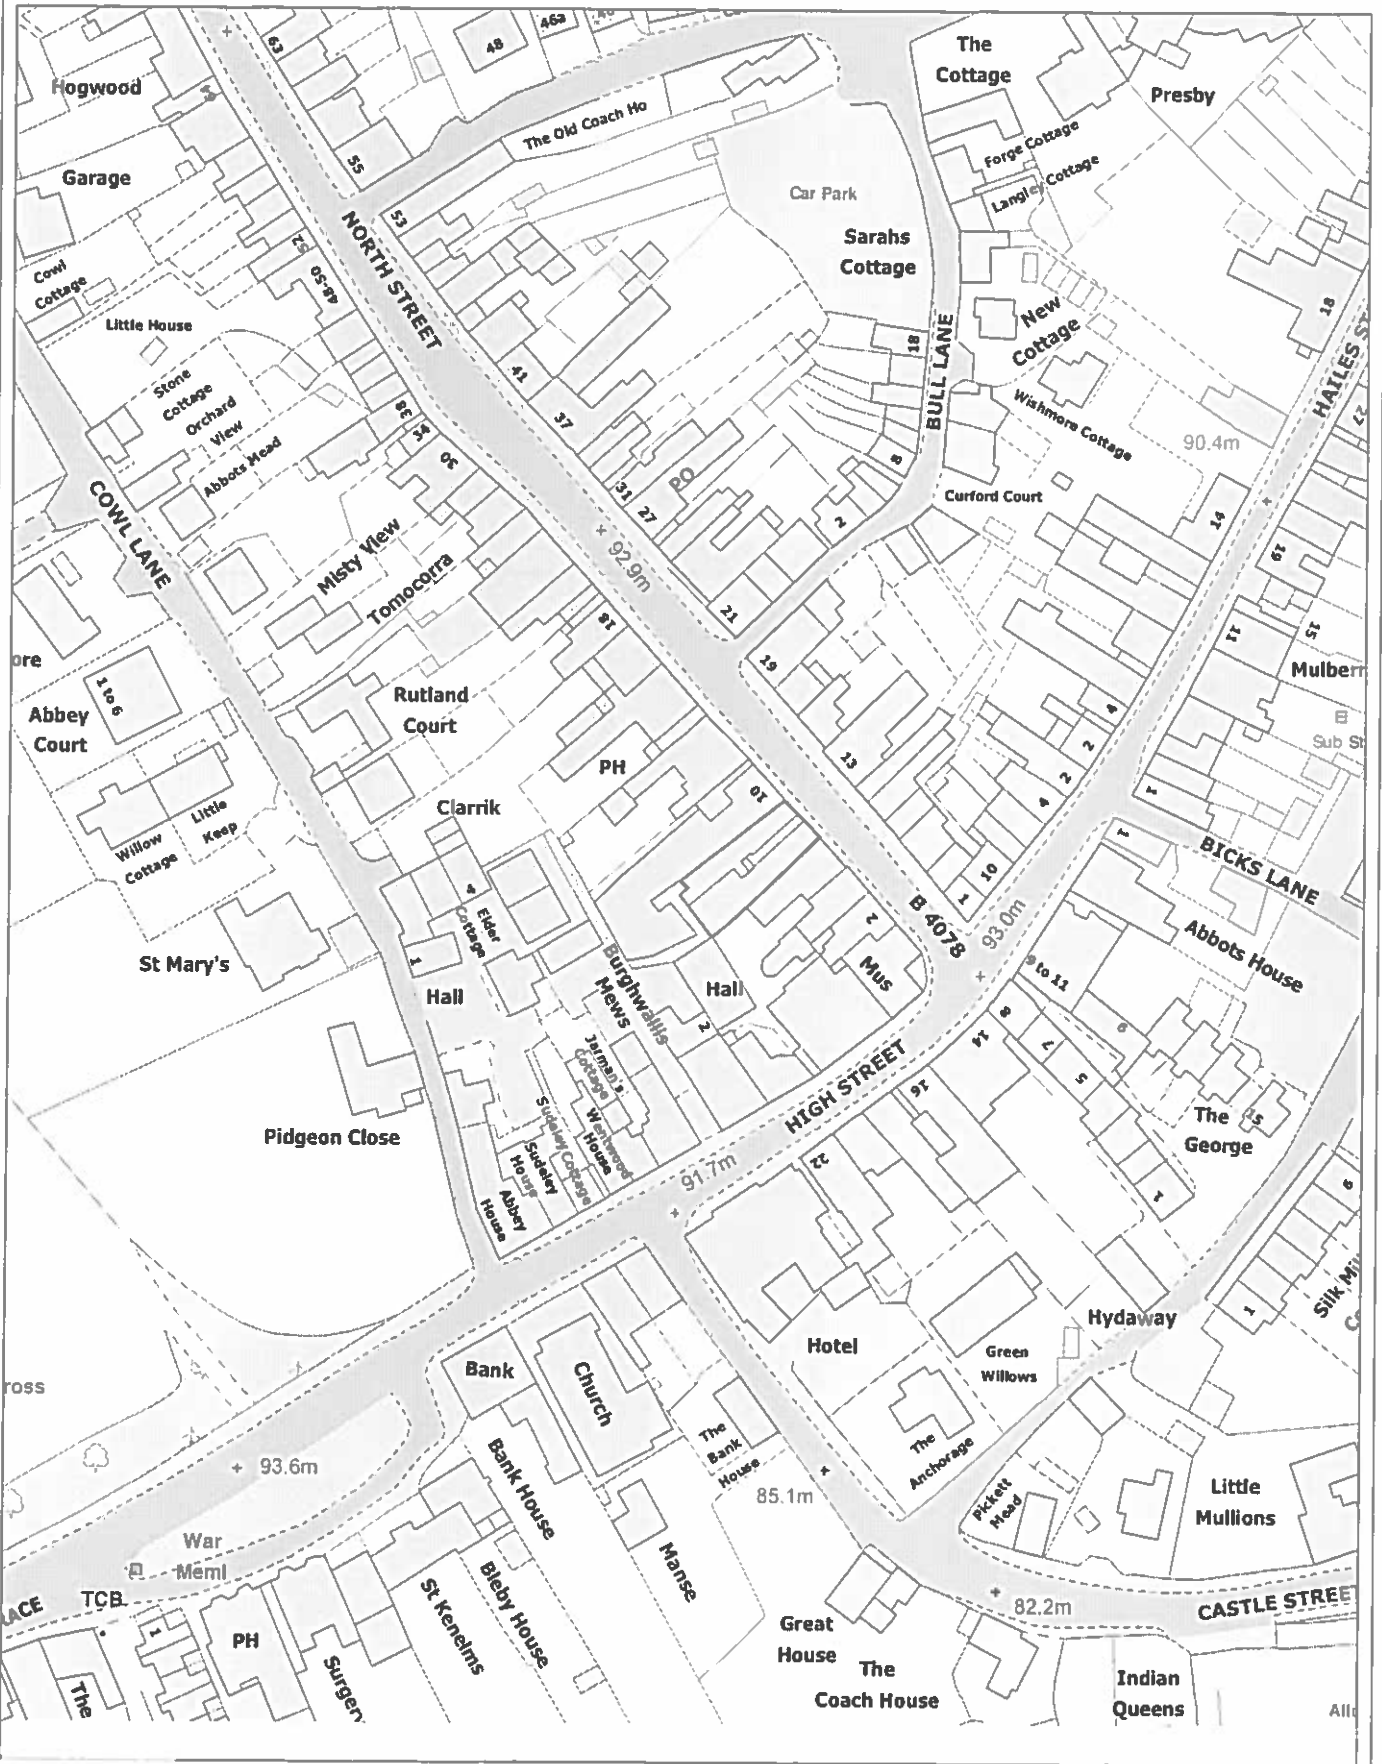 63
48
46a
The
Cottage
Hogwood
Presby
55
The Old Coach Ho
Forge Cottage
Garage
Langley Cottage
Car Park
53
NORTH STREET
Sarahs
Cottage
52
48-50
Cowl
Cottage
18
New
Cottage
Little House
18
BULL LANE
HAILES ST
41
Stone
Cottage
38
37
Orchard
View
34
Wishmore Cottage
27
30
90.4m
Abbots Mead
8
PO
COWL LANE
31
27
Curford Court
2
14
Misty View
92.9m
19
Tomocorra
21
18
11
15
ore
19
Mulberr
1 to 6
Rutland
Court
Abbey
Court
4
2
Sub St
13
PH
2
10
4
1
Clarrik
Little
Keep
1
BICKS LANE
Willow
Cottage
10
4
1
Elder
Cottage
2
B 4078
93.0m
Abbots House
St Mary's
1
Burghwallis
Mews
Mus
9 to 11
Hall
Hall
2
8
6
14
7
Jarman's
Cottage
HIGH STREET
5
16
Pidgeon Close
The
George
15
Wentwood
House
Sudeley Cottage
Sudeley
House
22
91.7m
6
Abbey
House
1
1
Silk Mil
Hydaway
Hotel
Green
Willows
Bank
Church
ross
The
Bank
House
The
Anchorage
93.6m
Bank House
85.1m
Pickett
Mead
Little
Mullions
War
Meml
Manse
TCB
ACE
Bleby House
St Kenelms
82.2m
CASTLE STREET
1
PH
Great
House
Surgery
The
The
Coach House
Indian
Queens